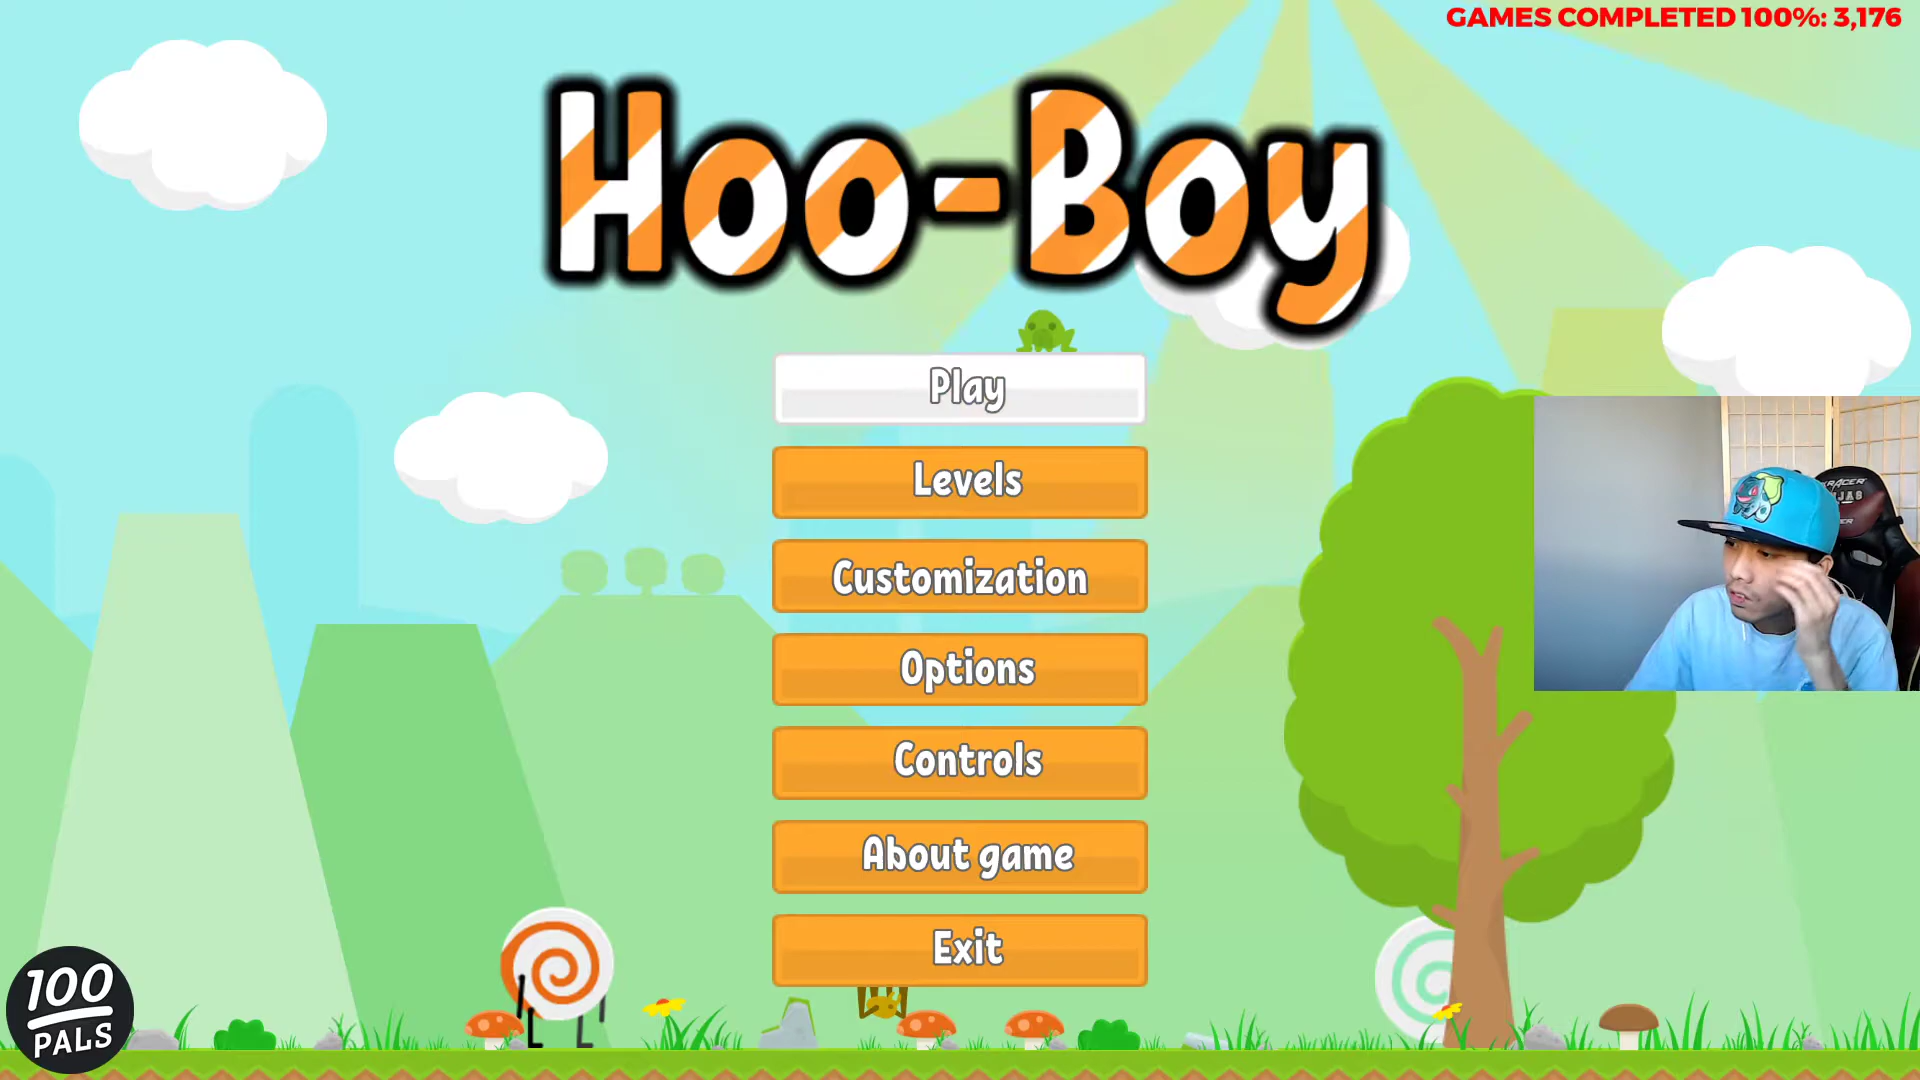 GAMES COMPLETED 100%: 3,176
Hoo-Boy
Play
Levels
Customization
Options
Controls
About game
Exit
100
PALS